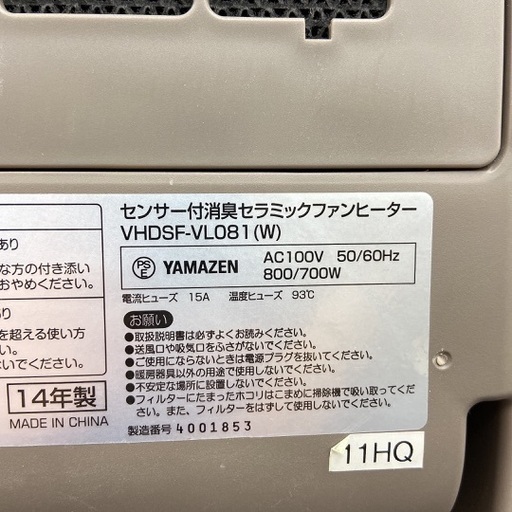 センサー付消臭セラミックファンヒーター
VHDSF-VL081(W)
PSE YAMAZEN
AC100V 50/60Hz
800/700W
電流ヒューズ 15A 温度ヒューズ 93℃
お願い
●取扱説明書は必ずよくお読みください。
●送風口や吸気口をふさがないでください。
●ご使用にならないときは電源プラグを抜いてください。
●暖房器具以外の用途で使用しないでください。
●不安定な場所に設置しないでください。
●フィルターにたまったホコリはこまめに掃除機で吸い取ってくだ
さい。また、フィルターをはずして使用しないでください。
製造番号 4001853
あり
な方の付き添い
おやめください。
を超える使い方
いでください。
14年製
MADE IN CHINA
11HQ